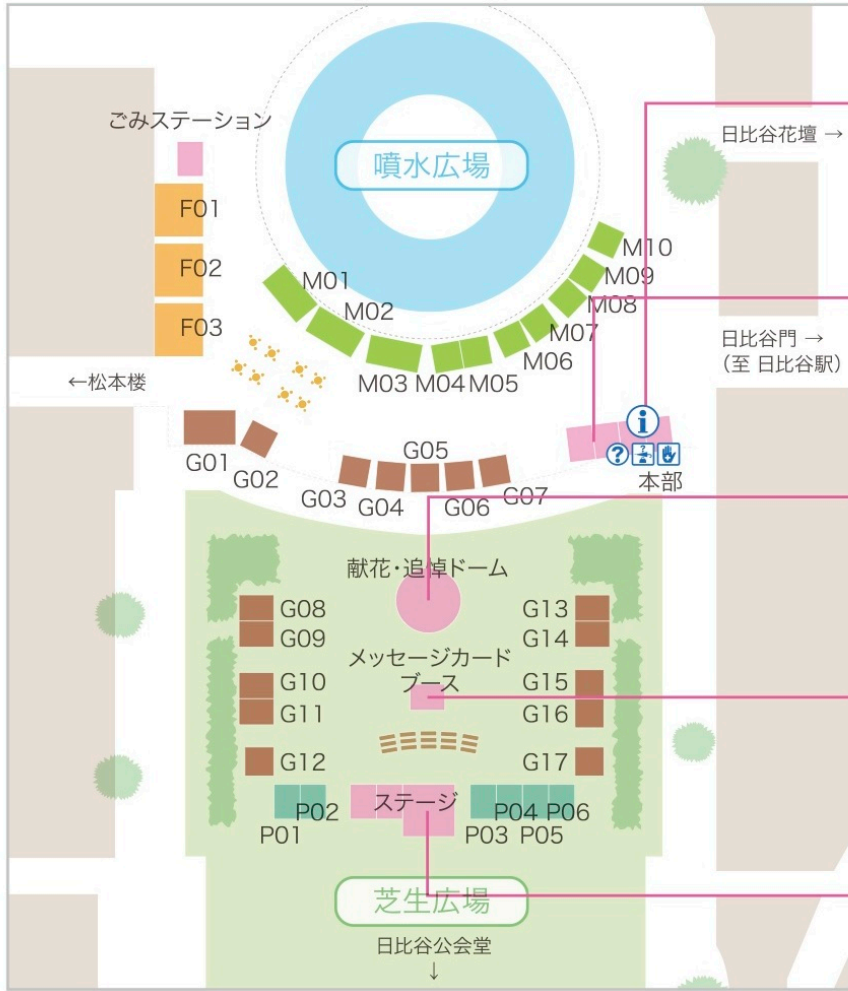 ごみステーション
噴水広場
日比谷花壇 →
F01
F02
F03
M01
M02
M03
M04
M05
M06
M07
M08
M09
M10
日比谷門 →
（至 日比谷駅）
←松本楼
G01
G02
G03
G04
G05
G06
G07
i
?
本部
献花・追悼ドーム
G08
G09
G13
G14
メッセージカード
ブース
G10
G11
G15
G16
G12
G17
P01
P02
ステージ
P03
P04
P05
P06
芝生広場
日比谷公会堂
↓